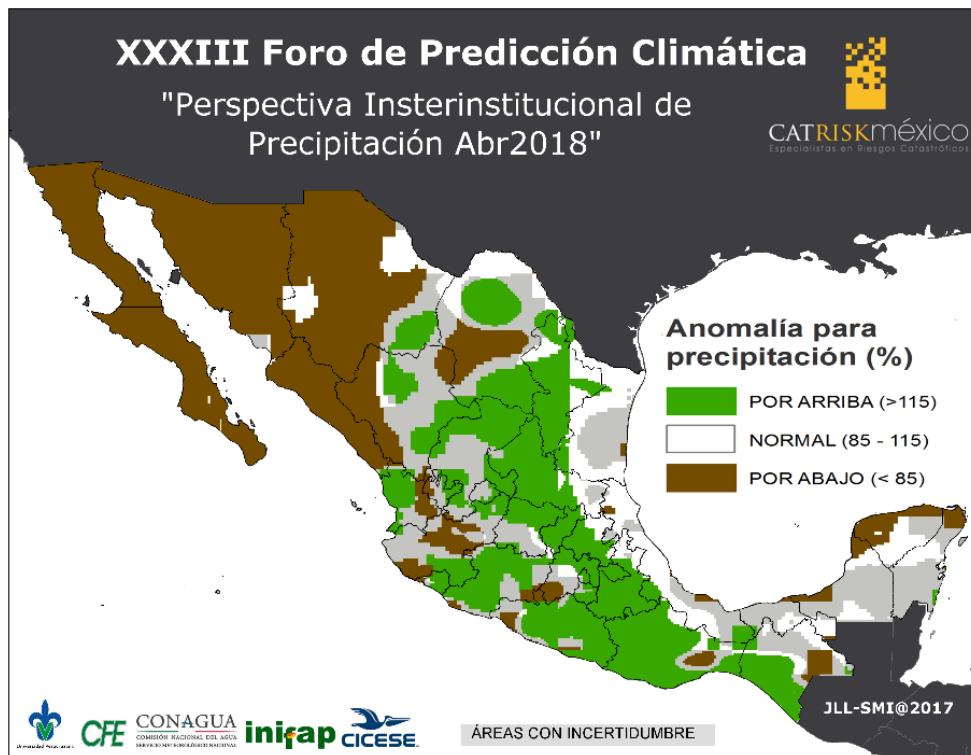 XXXIII Foro de Predicción Climática
"Perspectiva Insterinstitucional de
Precipitación Abr2018"
CATRISKméxico
Especialistas en Riesgos Catastróficos
Anomalía para
precipitación (%)
POR ARRIBA (>115)
NORMAL (85 - 115)
POR ABAJO (< 85)
JLL-SMI@2017
Universidad Veracruzana
CFE
CONAGUA
COMISIÓN NACIONAL DEL AGUA
SERVICIO METEOROLÓGICO NACIONAL
inifap
CICESE
ÁREAS CON INCERTIDUMBRE